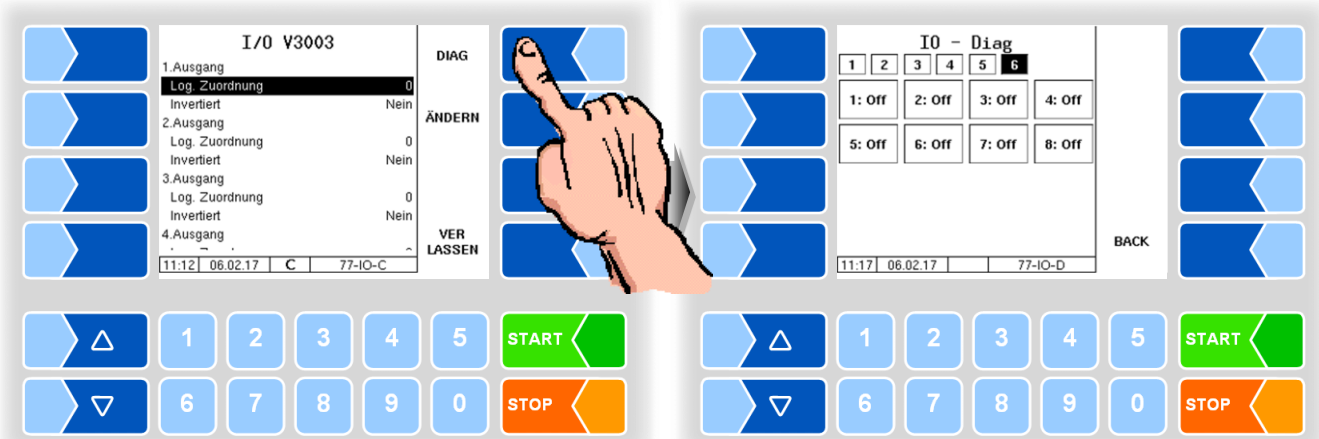 I/O V3003
1.Ausgang
Log. Zuordnung 0
Invertiert Nein
2.Ausgang
Log. Zuordnung 0
Invertiert Nein
3.Ausgang
Log. Zuordnung 0
Invertiert Nein
4.Ausgang
11:12 06.02.17 C 77-IO-C
DIAG
ÄNDERN
VER
LASSEN
1 2 3 4 5 START
6 7 8 9 0 STOP
IO - Diag
1 2 3 4 5 6
1: Off 2: Off 3: Off 4: Off
5: Off 6: Off 7: Off 8: Off
11:17 06.02.17 77-IO-D
BACK
1 2 3 4 5 START
6 7 8 9 0 STOP